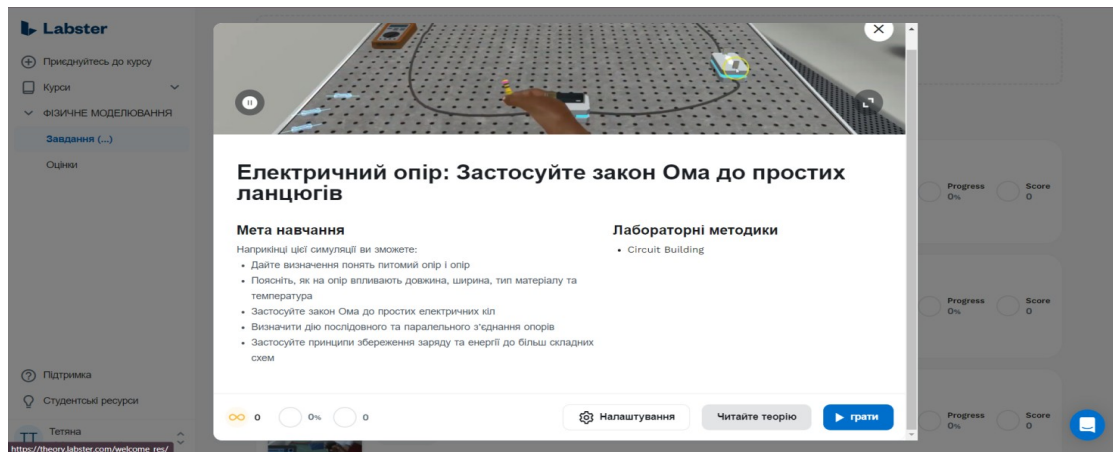 Labster
Приєднуйтесь до курсу
Курси
ФІЗИЧНЕ МОДЕЛЮВАННЯ
Завдання (...)
Оцінки
Електричний опір: Застосуйте закон Ома до простих
ланцюгів
Мета навчання
Наприкінці цієї симуляції ви зможете:
• Дайте визначення понять питомий опір і опір
• Поясніть, як на опір впливають довжина, ширина, тип матеріалу та
температура
• Застосуйте закон Ома до простих електричних кіл
• Визначити дію послідовного та паралельного з'єднання опорів
• Застосуйте принципи збереження заряду та енергії до більш складних
схем
Лабораторні методики
• Circuit Building
0 0% 0
Налаштування
Читайте теорію
грати
Progress Score
0% 0
Progress Score
0% 0
Progress Score
0% 0
Підтримка
Студентські ресурси
TT Тетяна
https://theory.labster.com/welcome_res/